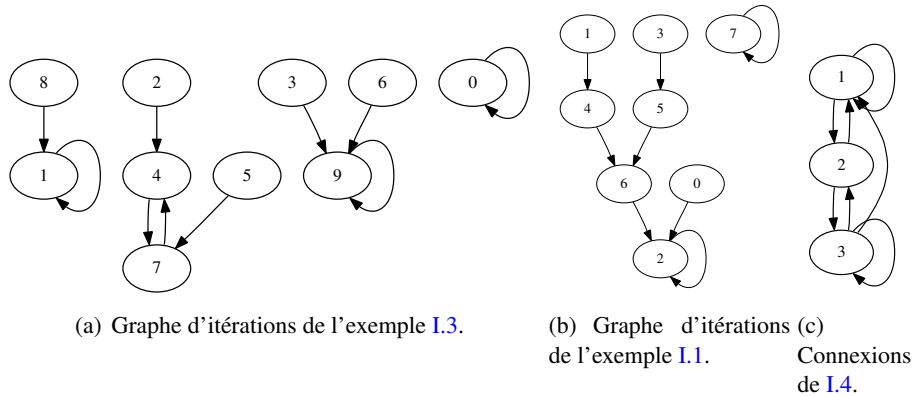 1 3 7
8 2 3 6 0 1
4 5
1 4 5 9 2
6 0
7 2 3
(a) Graphe d'itérations de l'exemple I.3.
(b) Graphe d'itérations
de l'exemple I.1.
(c)
Connexions
de I.4.